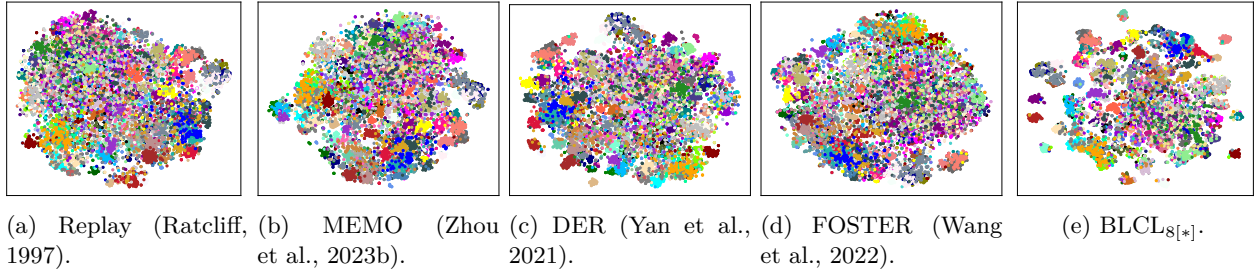 (a) Replay (Ratcliff, 1997).
(b) MEMO (Zhou et al., 2023b).
(c) DER (Yan et al., 2021).
(d) FOSTER (Wang et al., 2022).
(e) BLCL8[*].